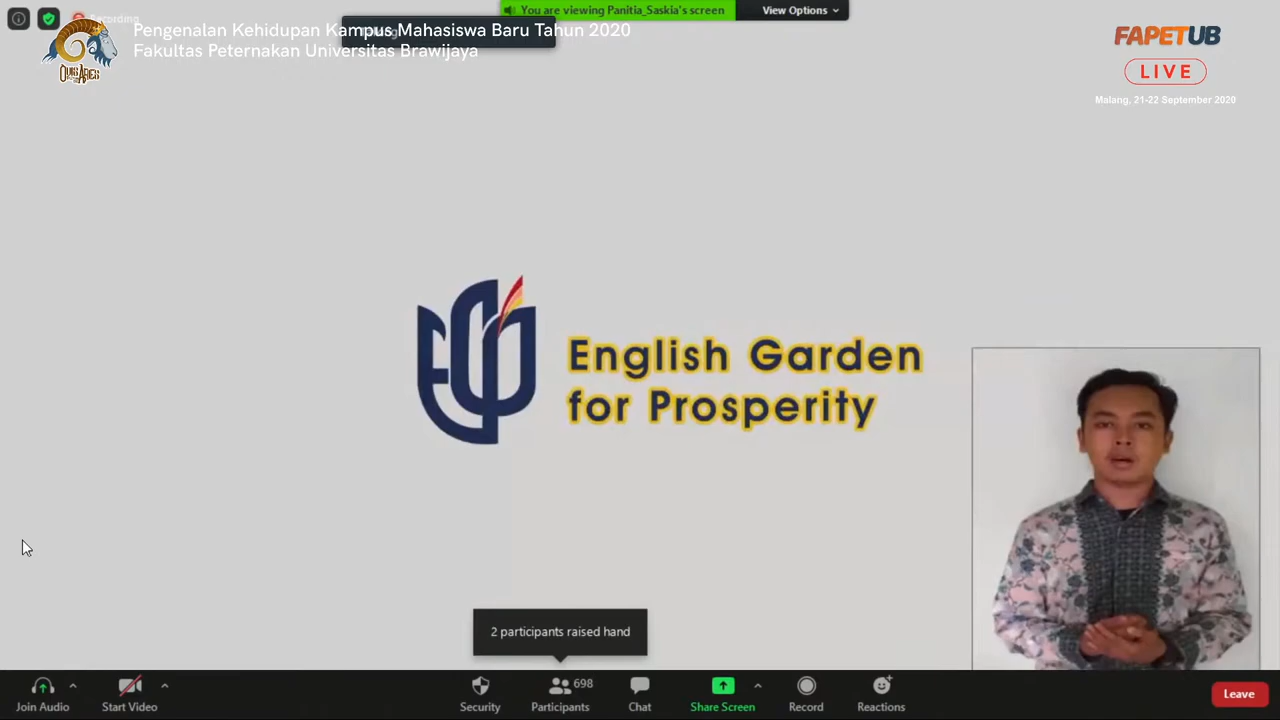 You are viewing Panitia_Saskia's screen
View Options
Recording
Pengenalan Kehidupan Kampus Mahasiswa Baru Tahun 2020
Fakultas Peternakan Universitas Brawijaya
FAPETUB
LIVE
Malang, 21-22 September 2020
English Garden
for Prosperity
2 participants raised hand
698
Join Audio
Start Video
Security
Participants
Chat
Share Screen
Record
Reactions
Leave